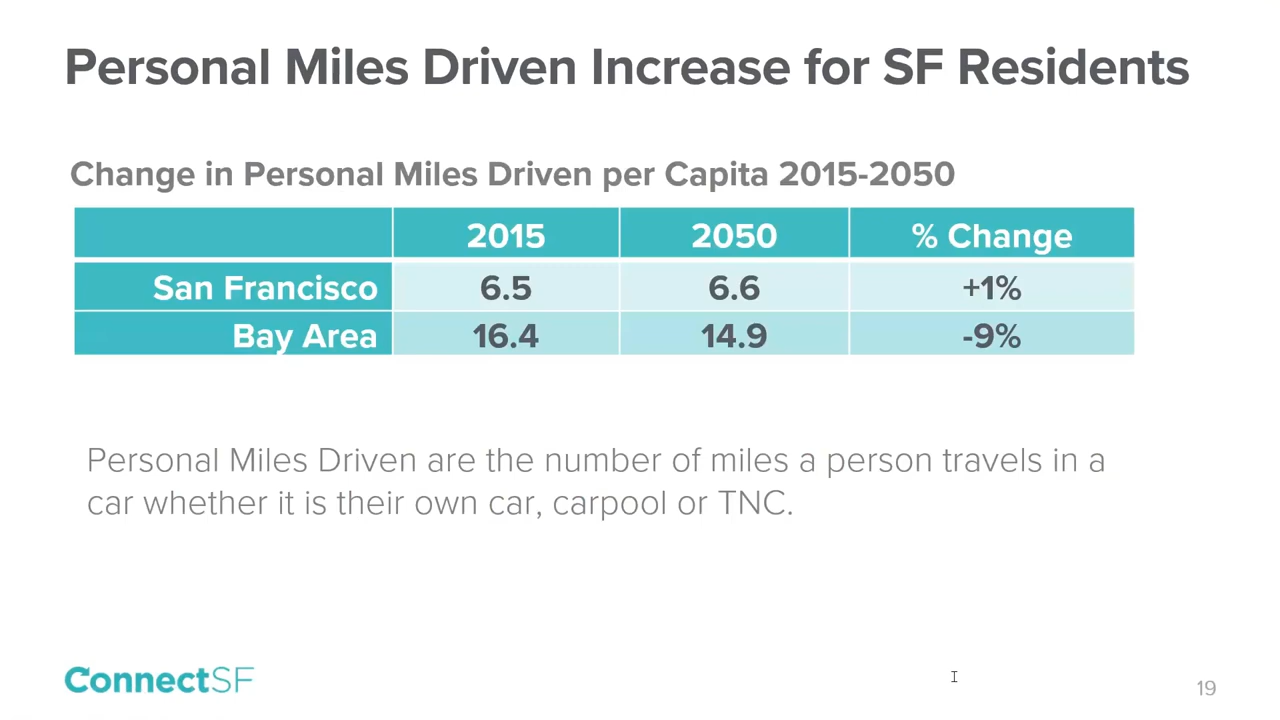 Personal Miles Driven Increase for SF Residents
Change in Personal Miles Driven per Capita 2015-2050
2015 2050 % Change
San Francisco 6.5 6.6 +1%
Bay Area 16.4 14.9 -9%
Personal Miles Driven are the number of miles a person travels in a
car whether it is their own car, carpool or TNC.
ConnectSF
19